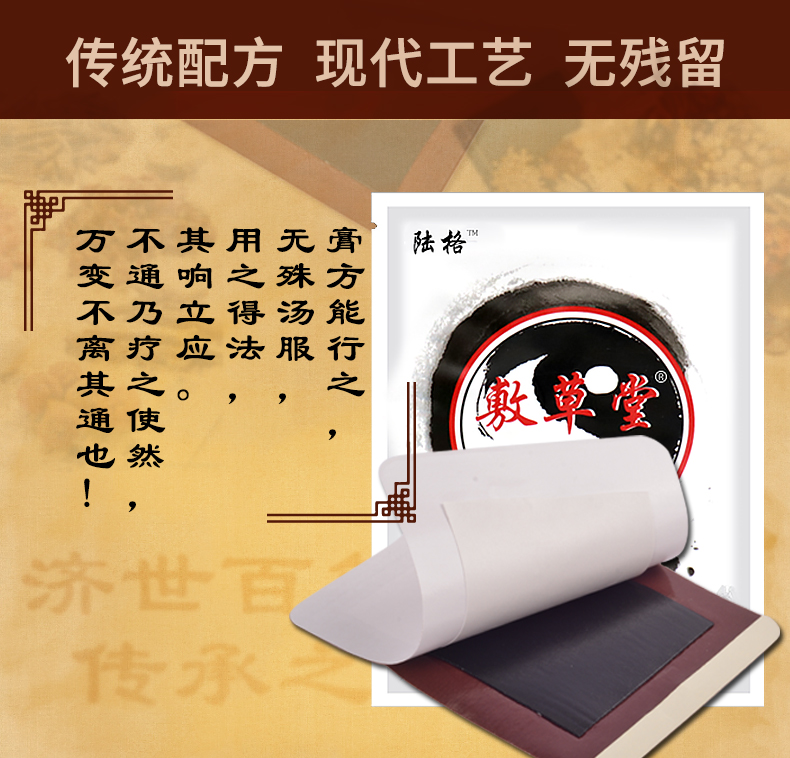 传统配方 现代工艺 无残留
膏方能行之，
无殊汤服，
用之得法，
其响立应。
不通乃疗之使然，
万变不离其通也！
陆格™
敷草堂®
济世百
传承之